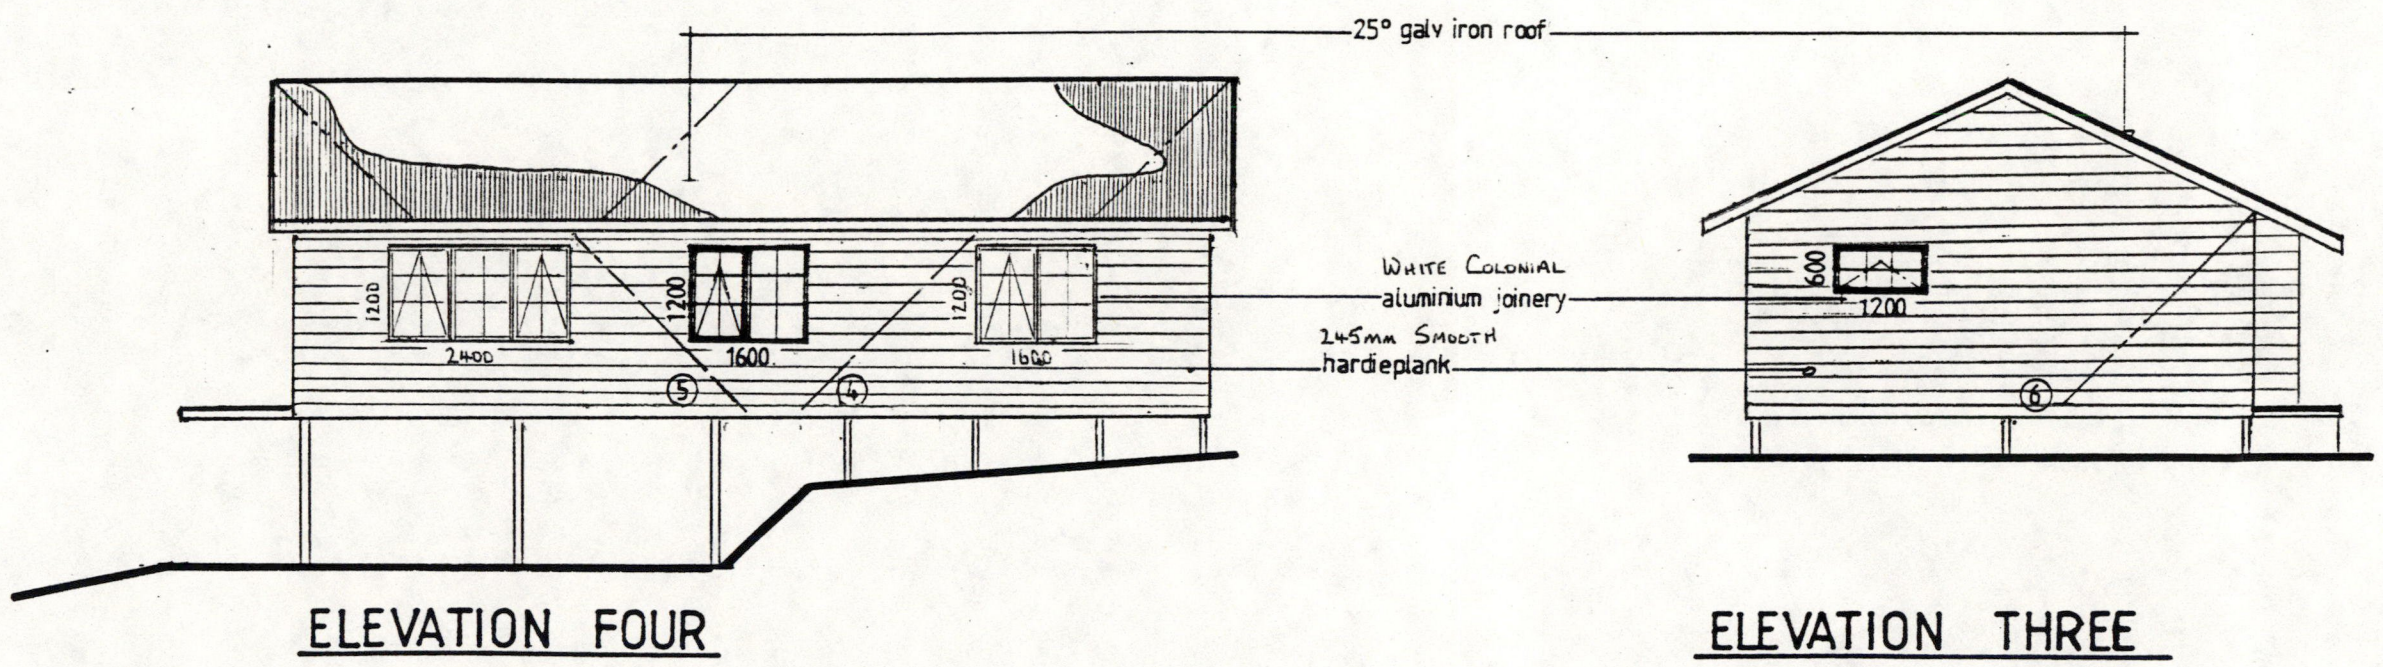 25° galv iron roof
WHITE COLONIAL
aluminium joinery
245mm SMOOTH
hardieplank
1200
2400
1200
1600
1200
1600
5
4
600
1200
6
ELEVATION FOUR
ELEVATION THREE